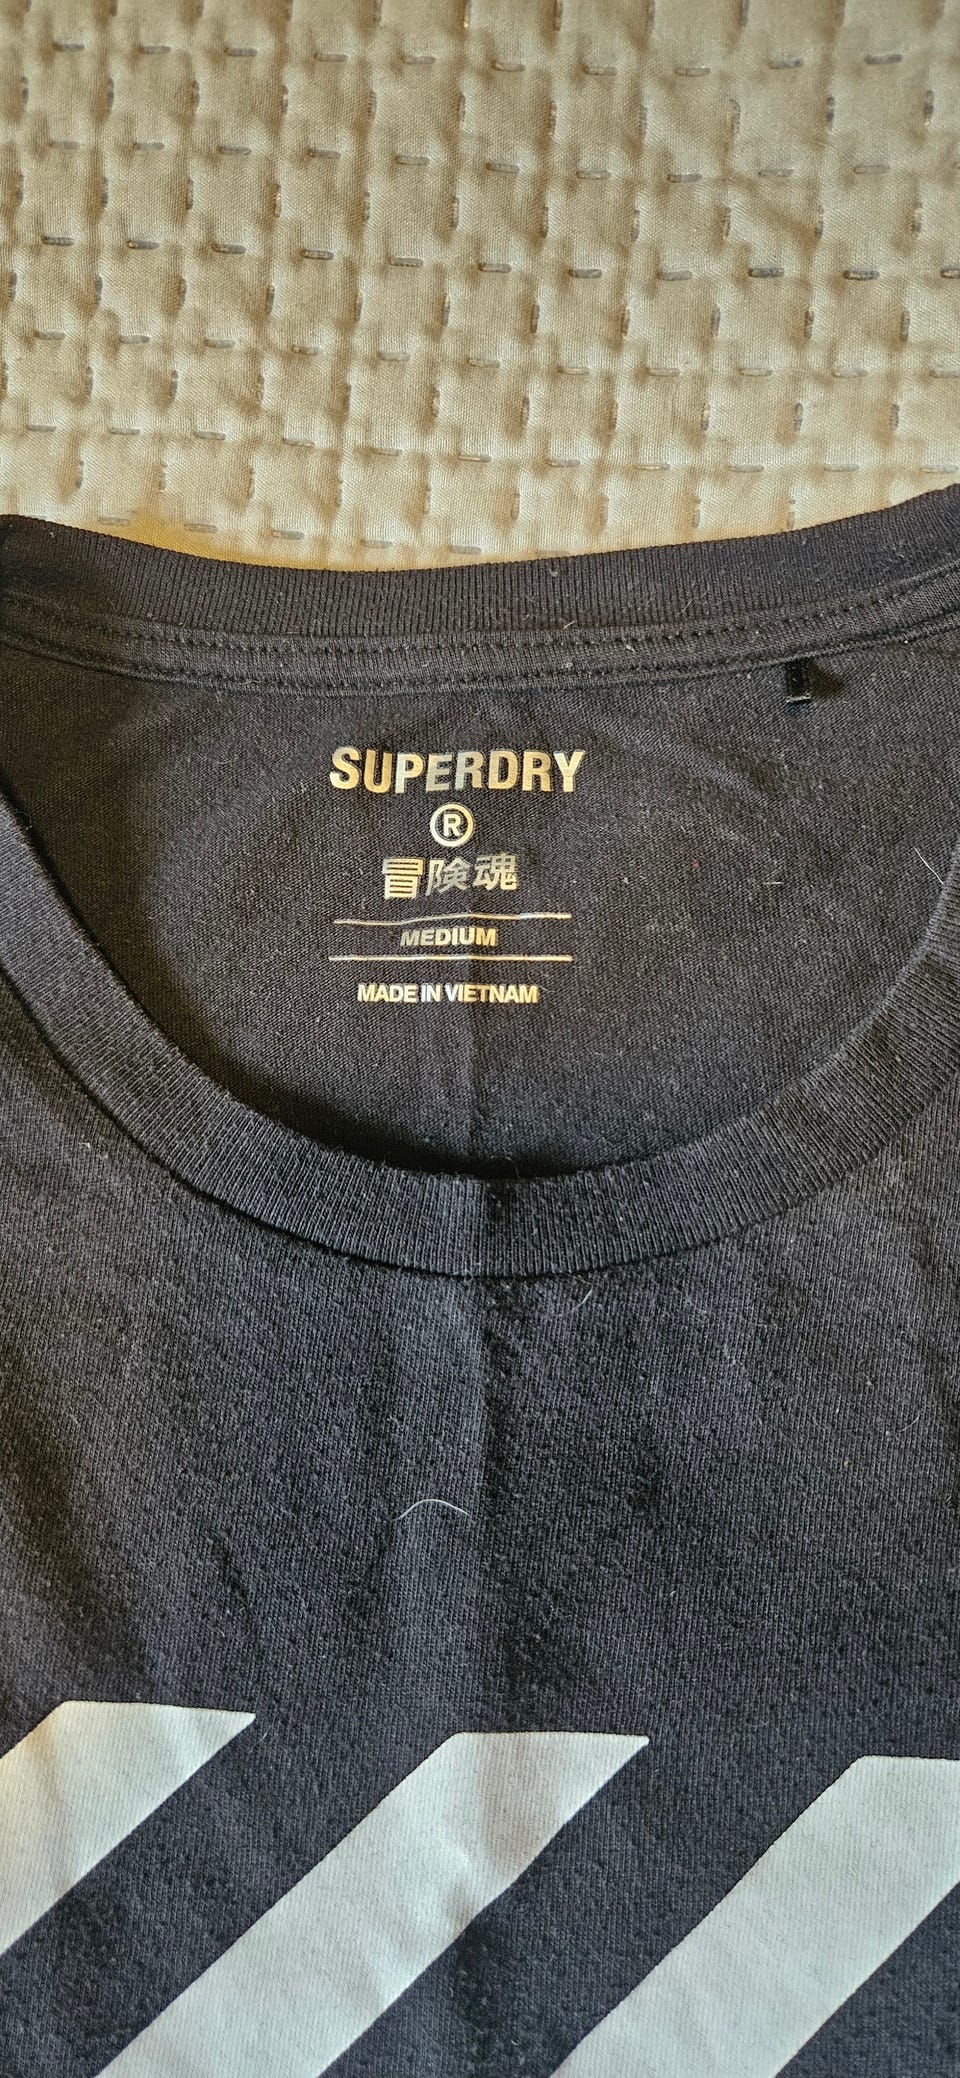 SUPERDRY
®
冒険魂
MEDIUM
MADE IN VIETNAM